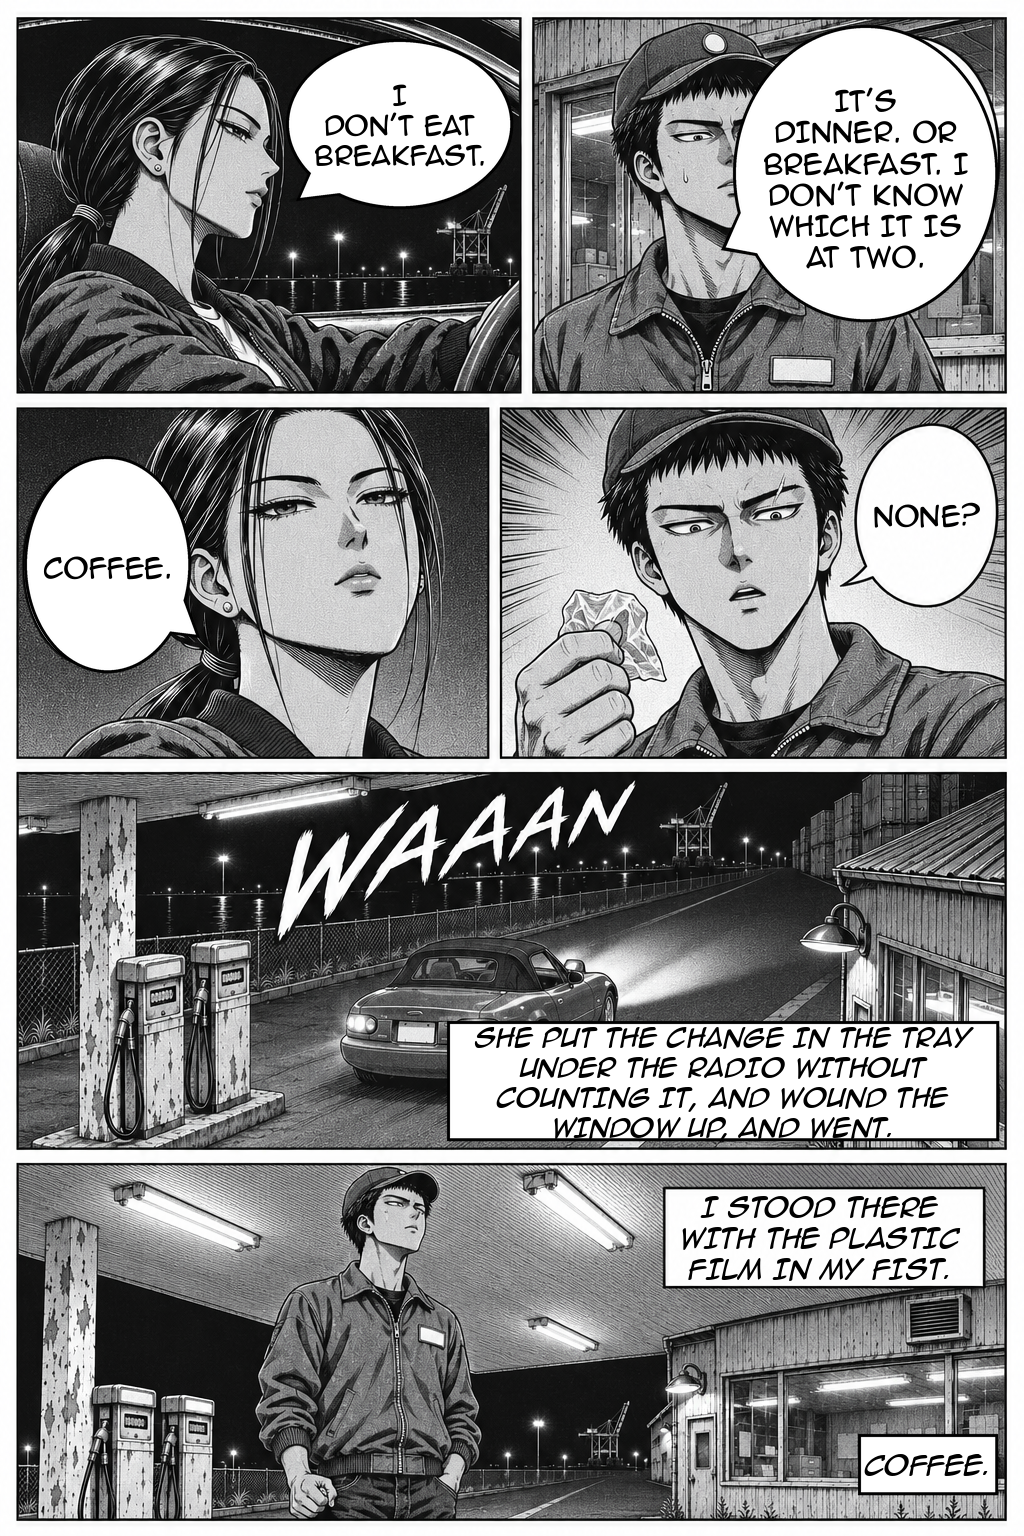 I
DON'T EAT
BREAKFAST.
IT'S
DINNER. OR
BREAKFAST. I
DON'T KNOW
WHICH IT IS
AT TWO.
COFFEE.
NONE?
WAAAN
SHE PUT THE CHANGE IN THE TRAY
UNDER THE RADIO WITHOUT
COUNTING IT, AND WOUND THE
WINDOW UP, AND WENT.
I STOOD THERE
WITH THE PLASTIC
FILM IN MY FIST.
COFFEE.